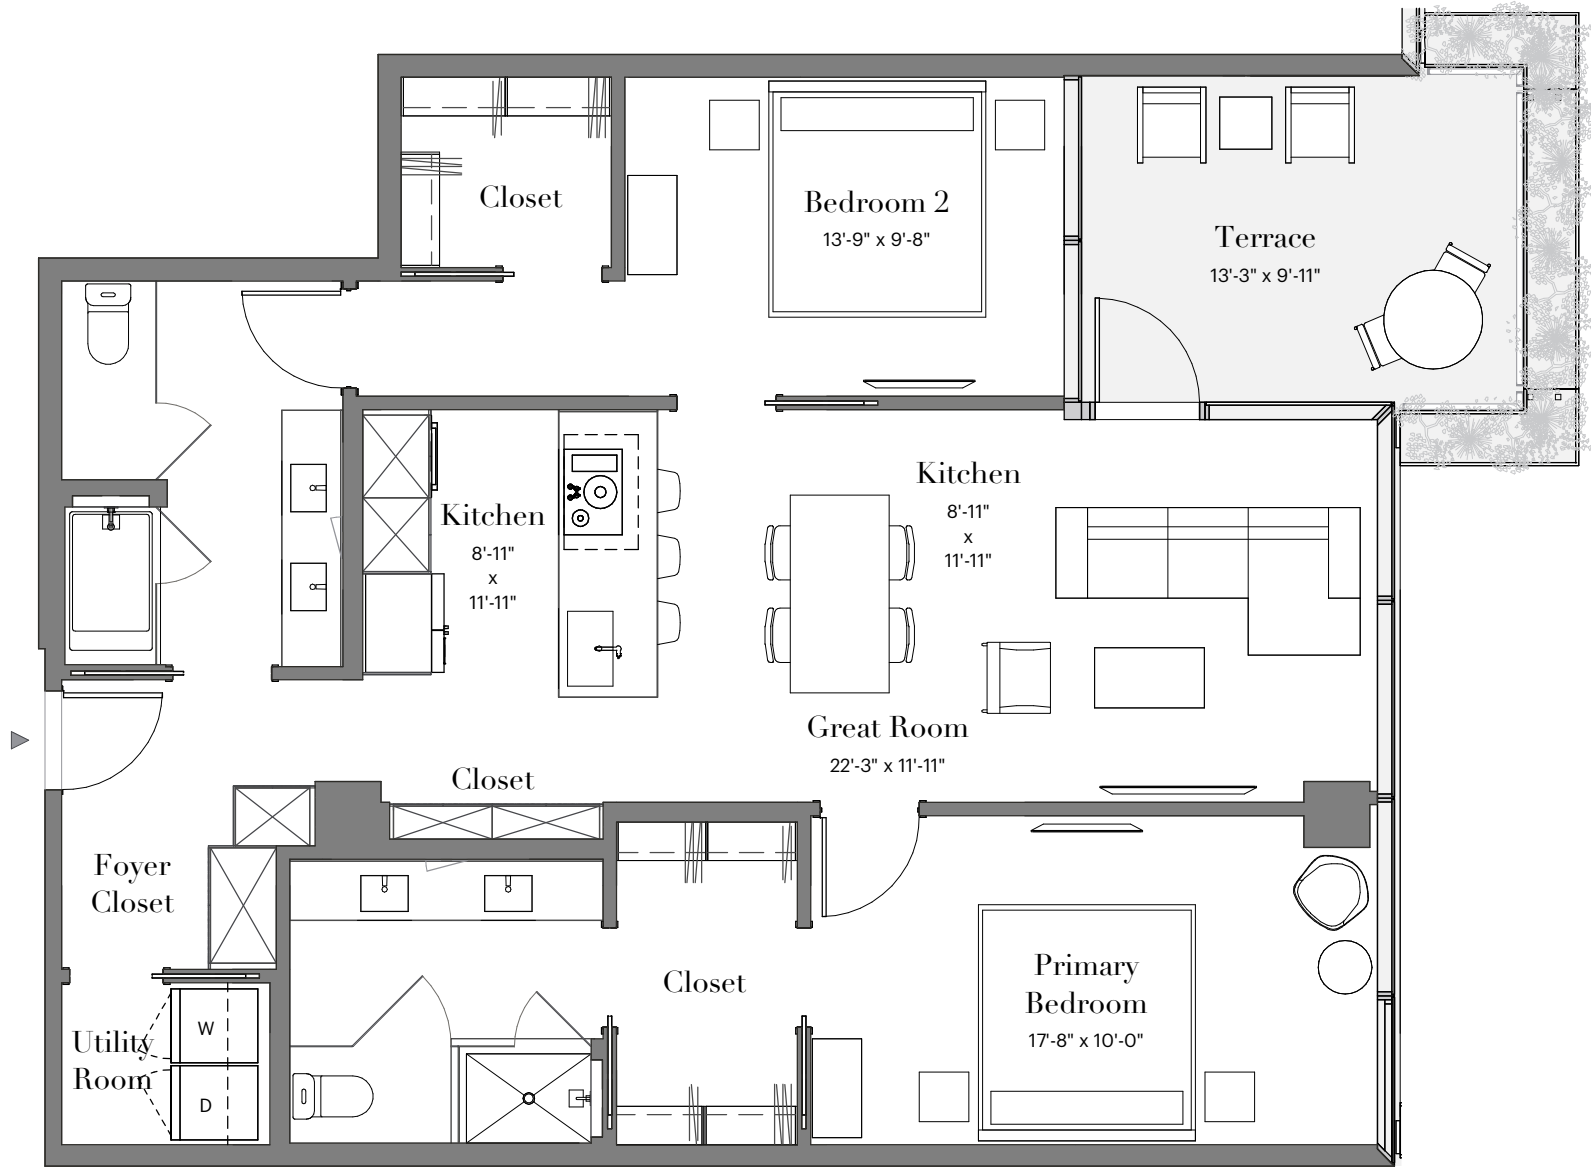 Closet
Bedroom 2
13'-9" x 9'-8"
Terrace
13'-3" x 9'-11"
Kitchen
8'-11"
x
11'-11"
Kitchen
8'-11"
x
11'-11"
Great Room
22'-3" x 11'-11"
Closet
Foyer
Closet
Closet
Primary
Bedroom
17'-8" x 10'-0"
Utility
Room
W
D